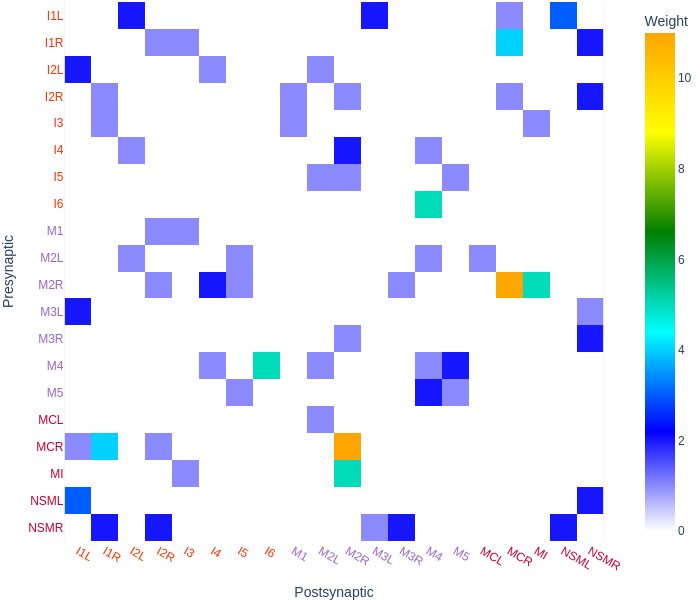 Weight
I1L
I1R
I2L
I2R
I3
I4
I5
I6
M1
M2L
M2R
M3L
M3R
M4
M5
MCL
MCR
MI
NSML
NSMR
Presynaptic
10
8
6
4
2
0
I1L I1R I2L I2R I3 I4 I5 I6 M1 M2L M2R M3L M3R M4 M5 MCL MCR MI NSML NSMR
Postsynaptic